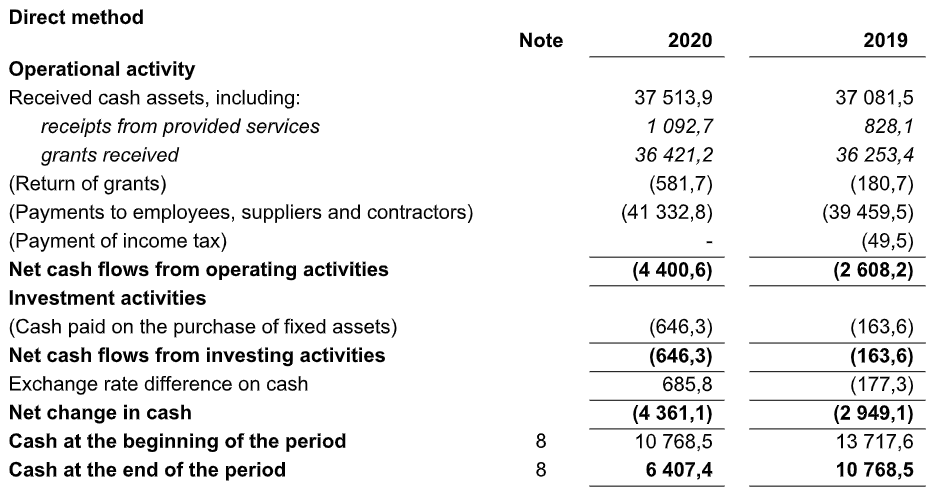 Direct method
Note 2020 2019
Operational activity
Received cash assets, including: 37 513,9 37 081,5
receipts from provided services 1 092,7 828,1
grants received 36 421,2 36 253,4
(Return of grants) (581,7) (180,7)
(Payments to employees, suppliers and contractors) (41 332,8) (39 459,5)
(Payment of income tax) - (49,5)
Net cash flows from operating activities (4 400,6) (2 608,2)
Investment activities
(Cash paid on the purchase of fixed assets) (646,3) (163,6)
Net cash flows from investing activities (646,3) (163,6)
Exchange rate difference on cash 685,8 (177,3)
Net change in cash (4 361,1) (2 949,1)
Cash at the beginning of the period 8 10 768,5 13 717,6
Cash at the end of the period 8 6 407,4 10 768,5